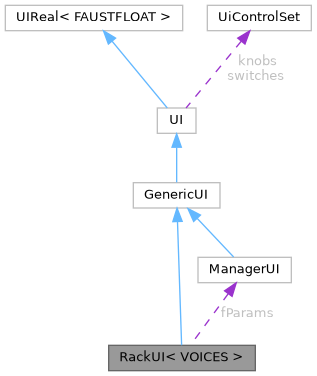 UIReal< FAUSTFLOAT >
UiControlSet
knobs
switches
UI
GenericUI
ManagerUI
fParams
RackUI< VOICES >